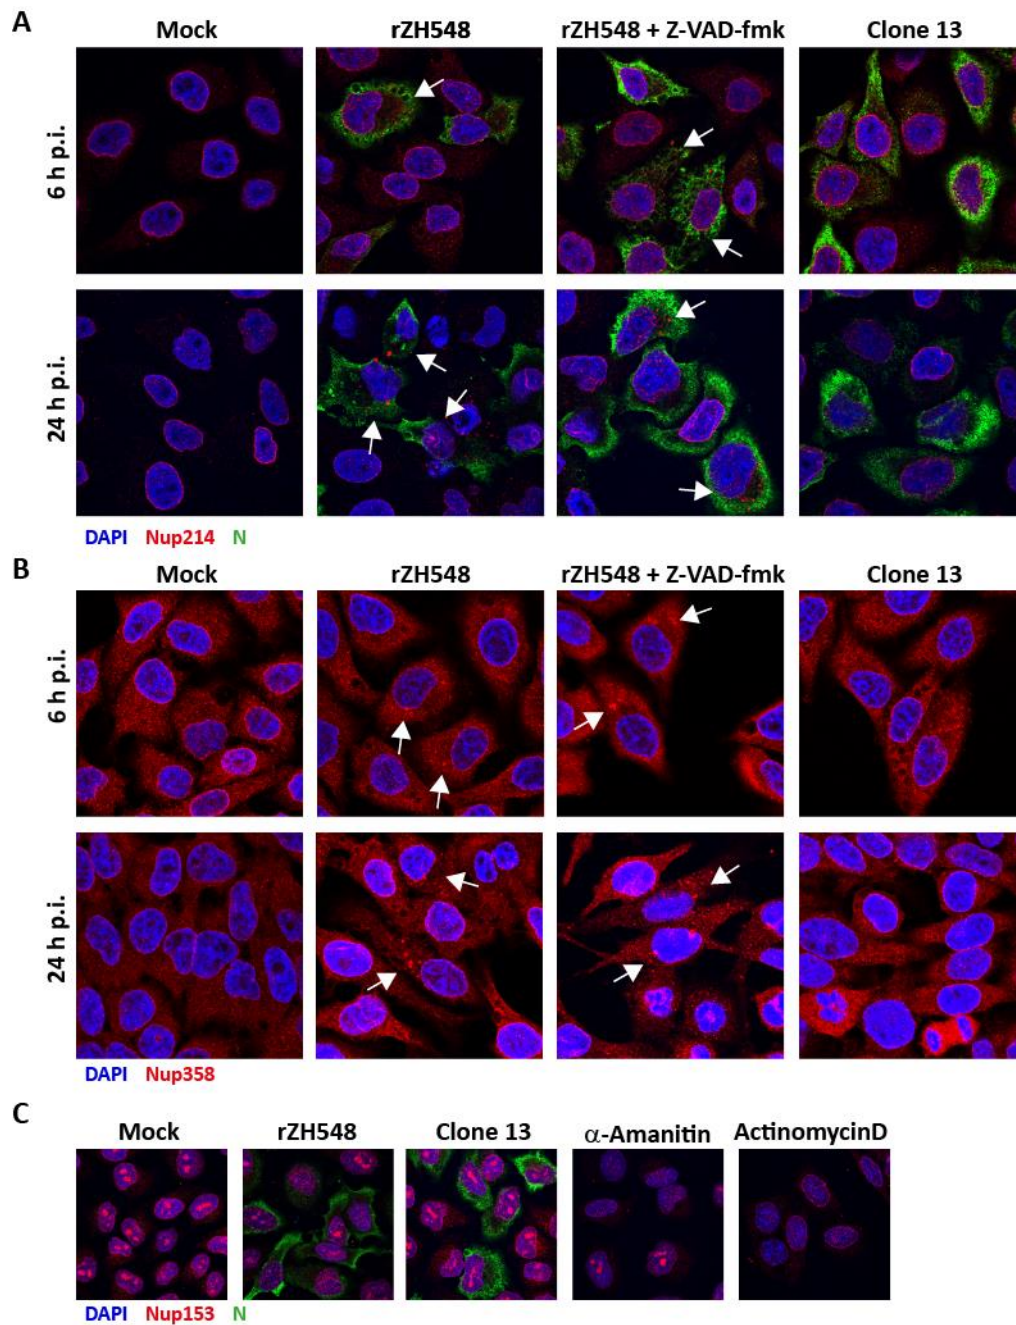 A
Mock rZH548 rZH548 + Z-VAD-fmk Clone 13
6 h p.i.
24 h p.i.
DAPI Nup214 N
B
Mock rZH548 rZH548 + Z-VAD-fmk Clone 13
6 h p.i.
24 h p.i.
DAPI Nup358
C
Mock rZH548 Clone 13 α-Amanitin ActinomycinD
DAPI Nup153 N